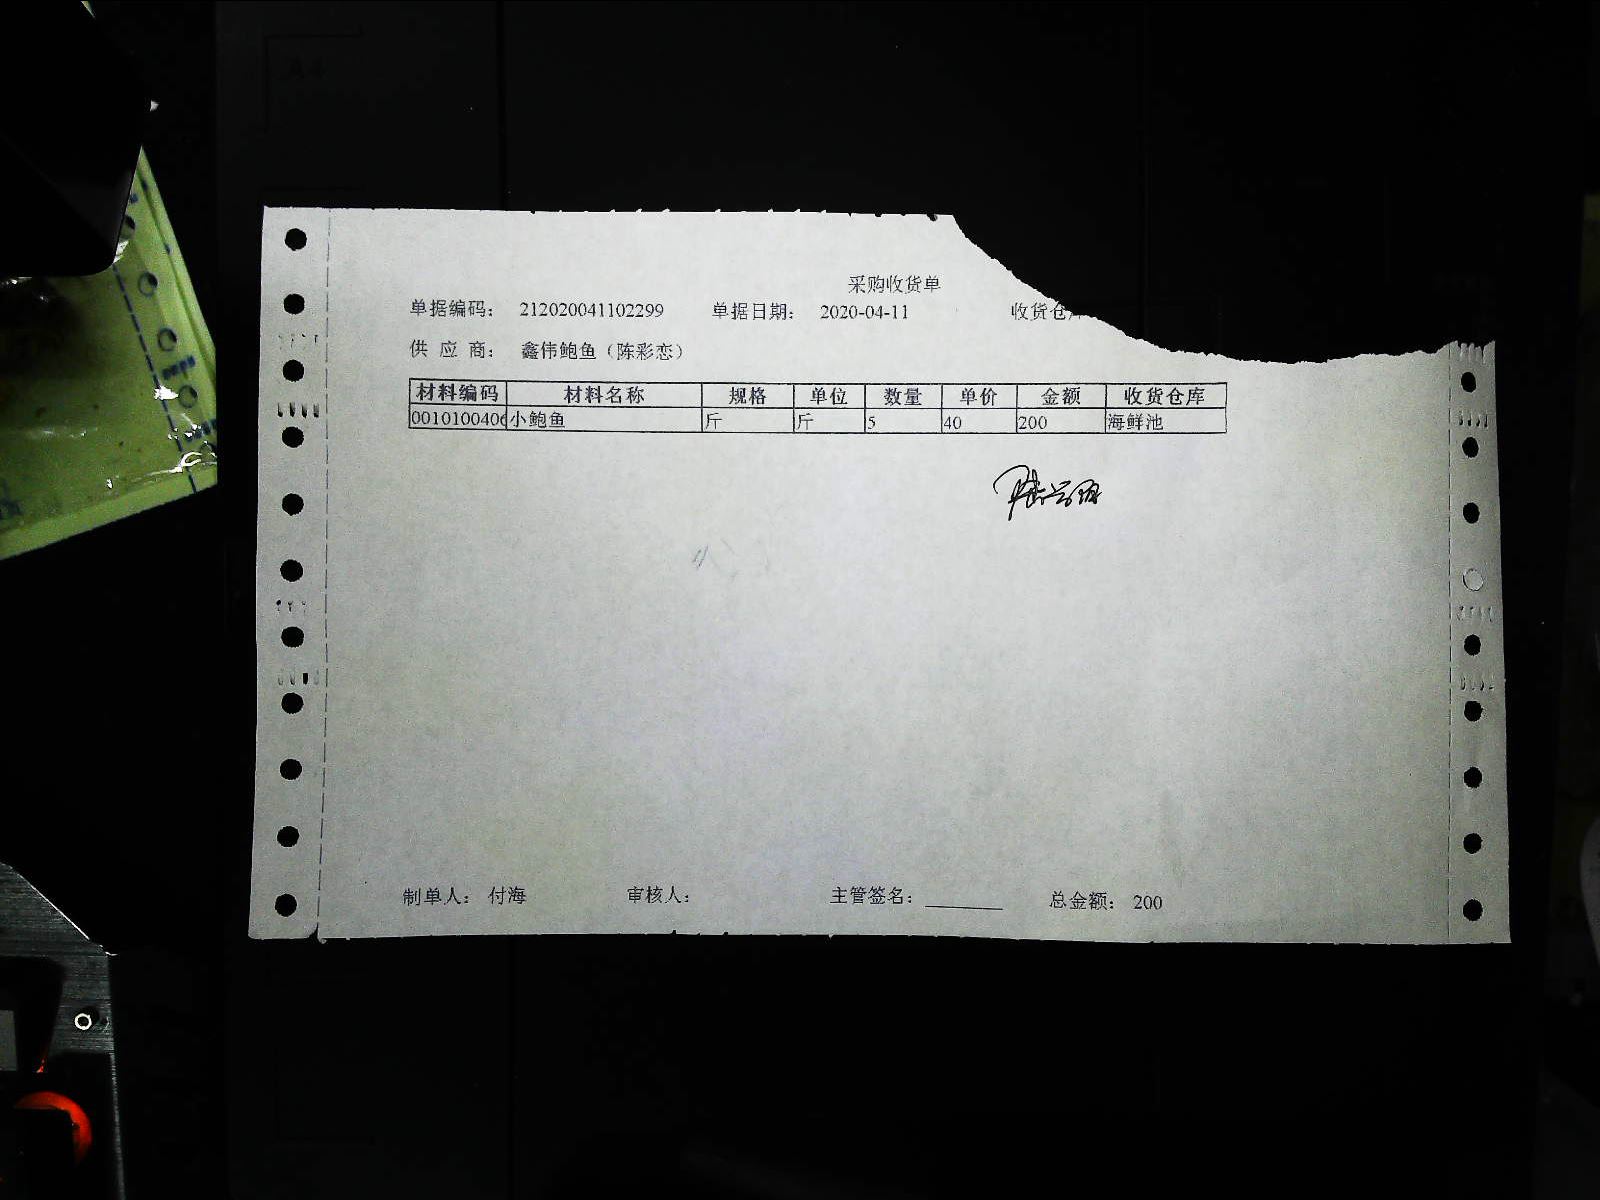 采购收货单
单据编码： 212020041102299 单据日期： 2020-04-11 收货仓
供 应 商： 鑫伟鲍鱼（陈彩恋）
材料编码 材料名称 规格 单位 数量 单价 金额 收货仓库
0010100406 小鲍鱼 斤 斤 5 40 200 海鲜池
制单人： 付海 审核人： 主管签名： ________ 总金额： 200